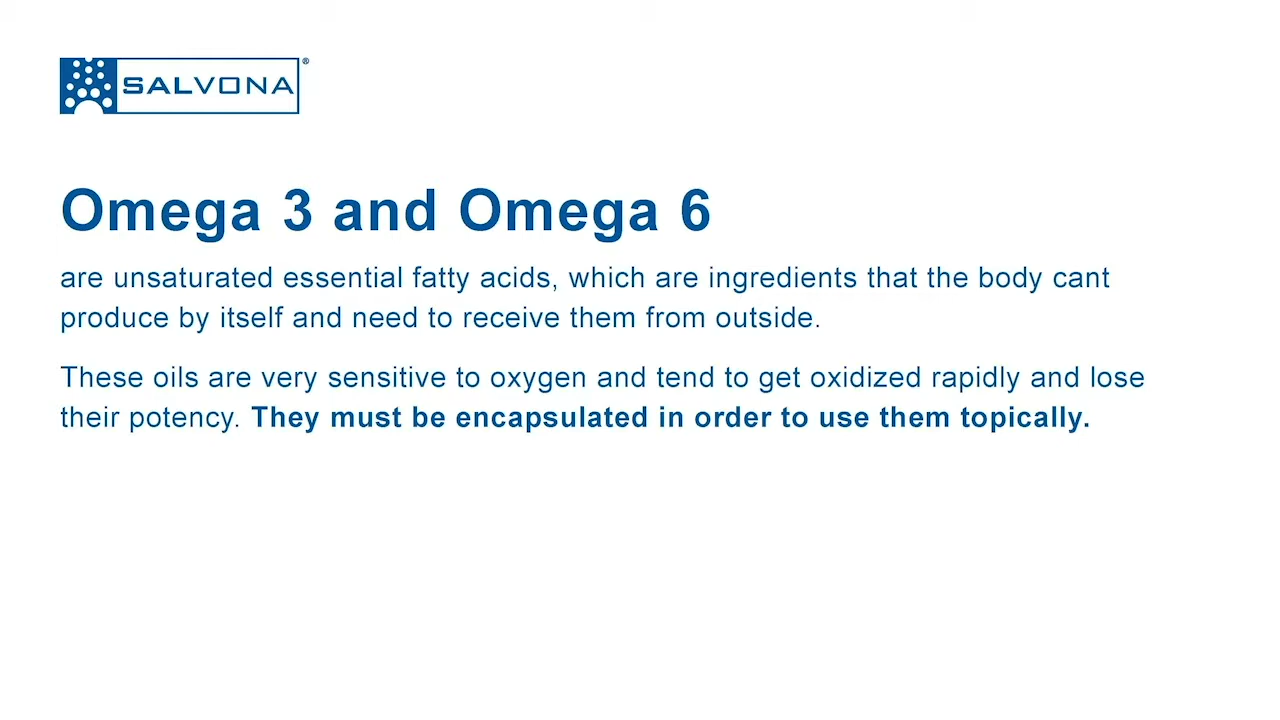 SALVONA®
Omega 3 and Omega 6
are unsaturated essential fatty acids, which are ingredients that the body cant
produce by itself and need to receive them from outside.
These oils are very sensitive to oxygen and tend to get oxidized rapidly and lose
their potency. They must be encapsulated in order to use them topically.